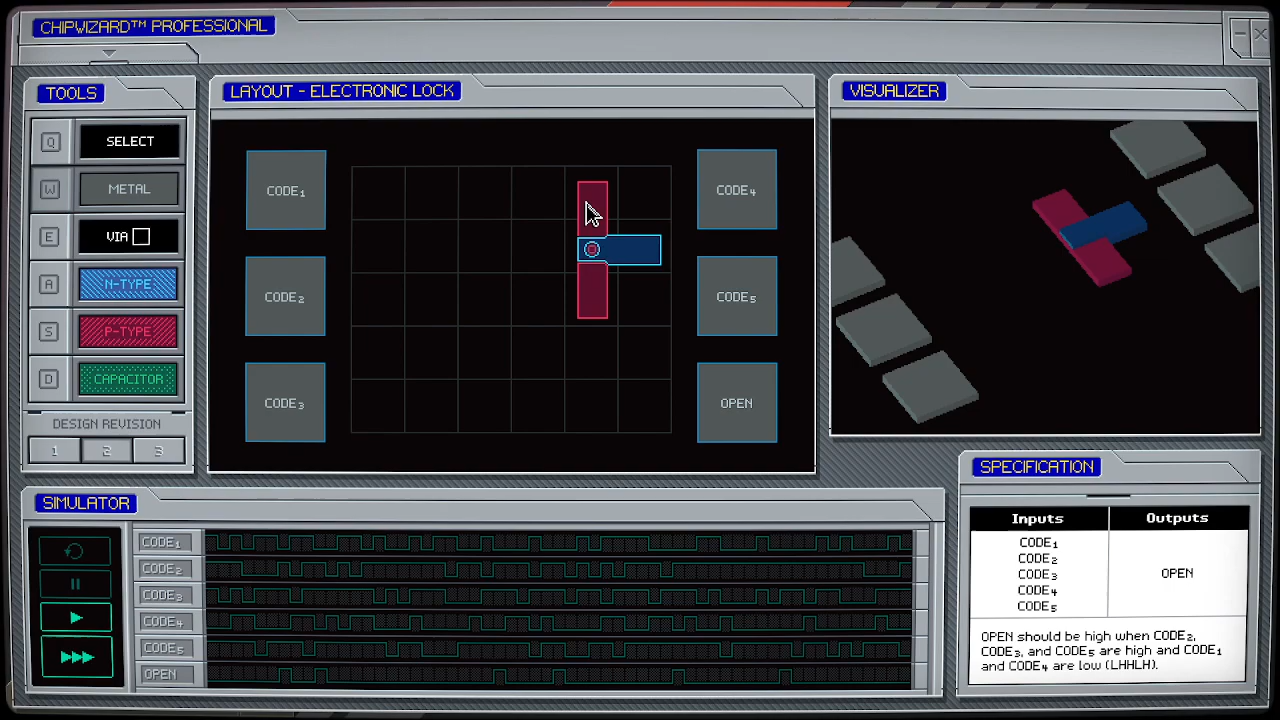 CHIPWIZARD™ PROFESSIONAL
TOOLS
Q SELECT
W METAL
E VIA
A N-TYPE
S P-TYPE
D CAPACITOR
DESIGN REVISION
1 2 3
LAYOUT - ELECTRONIC LOCK
CODE₁
CODE₂
CODE₃
CODE₄
CODE₅
OPEN
VISUALIZER
SIMULATOR
CODE₁
CODE₂
CODE₃
CODE₄
CODE₅
OPEN
SPECIFICATION
Inputs Outputs
CODE₁
CODE₂
CODE₃
CODE₄
CODE₅
OPEN
OPEN should be high when CODE₂,
CODE₃, and CODE₅ are high and CODE₁
and CODE₄ are low (LHHLH).